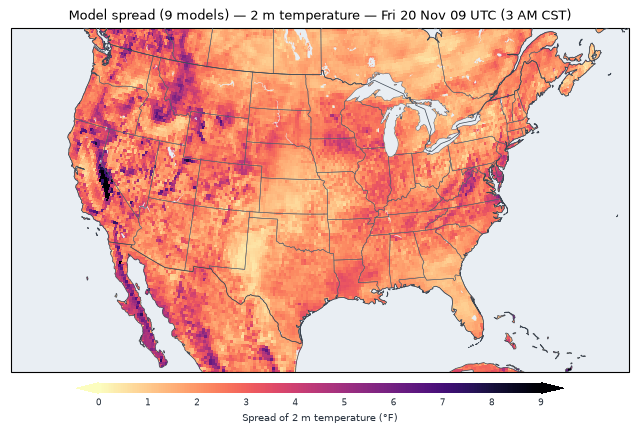 Model spread (9 models) — 2 m temperature — Fri 20 Nov 09 UTC (3 AM CST)
0 1 2 3 4 5 6 7 8 9
Spread of 2 m temperature (°F)